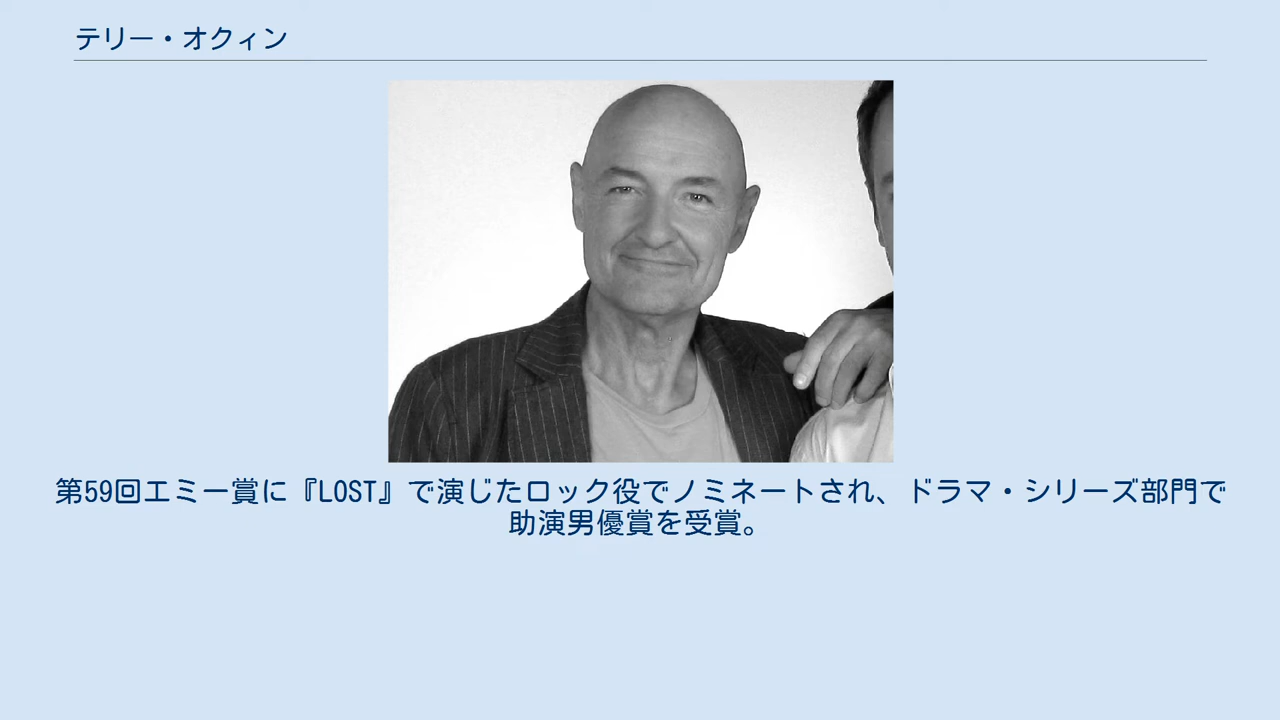 テリー・オクィン
第59回エミー賞に『LOST』で演じたロック役でノミネートされ、ドラマ・シリーズ部門で
助演男優賞を受賞。